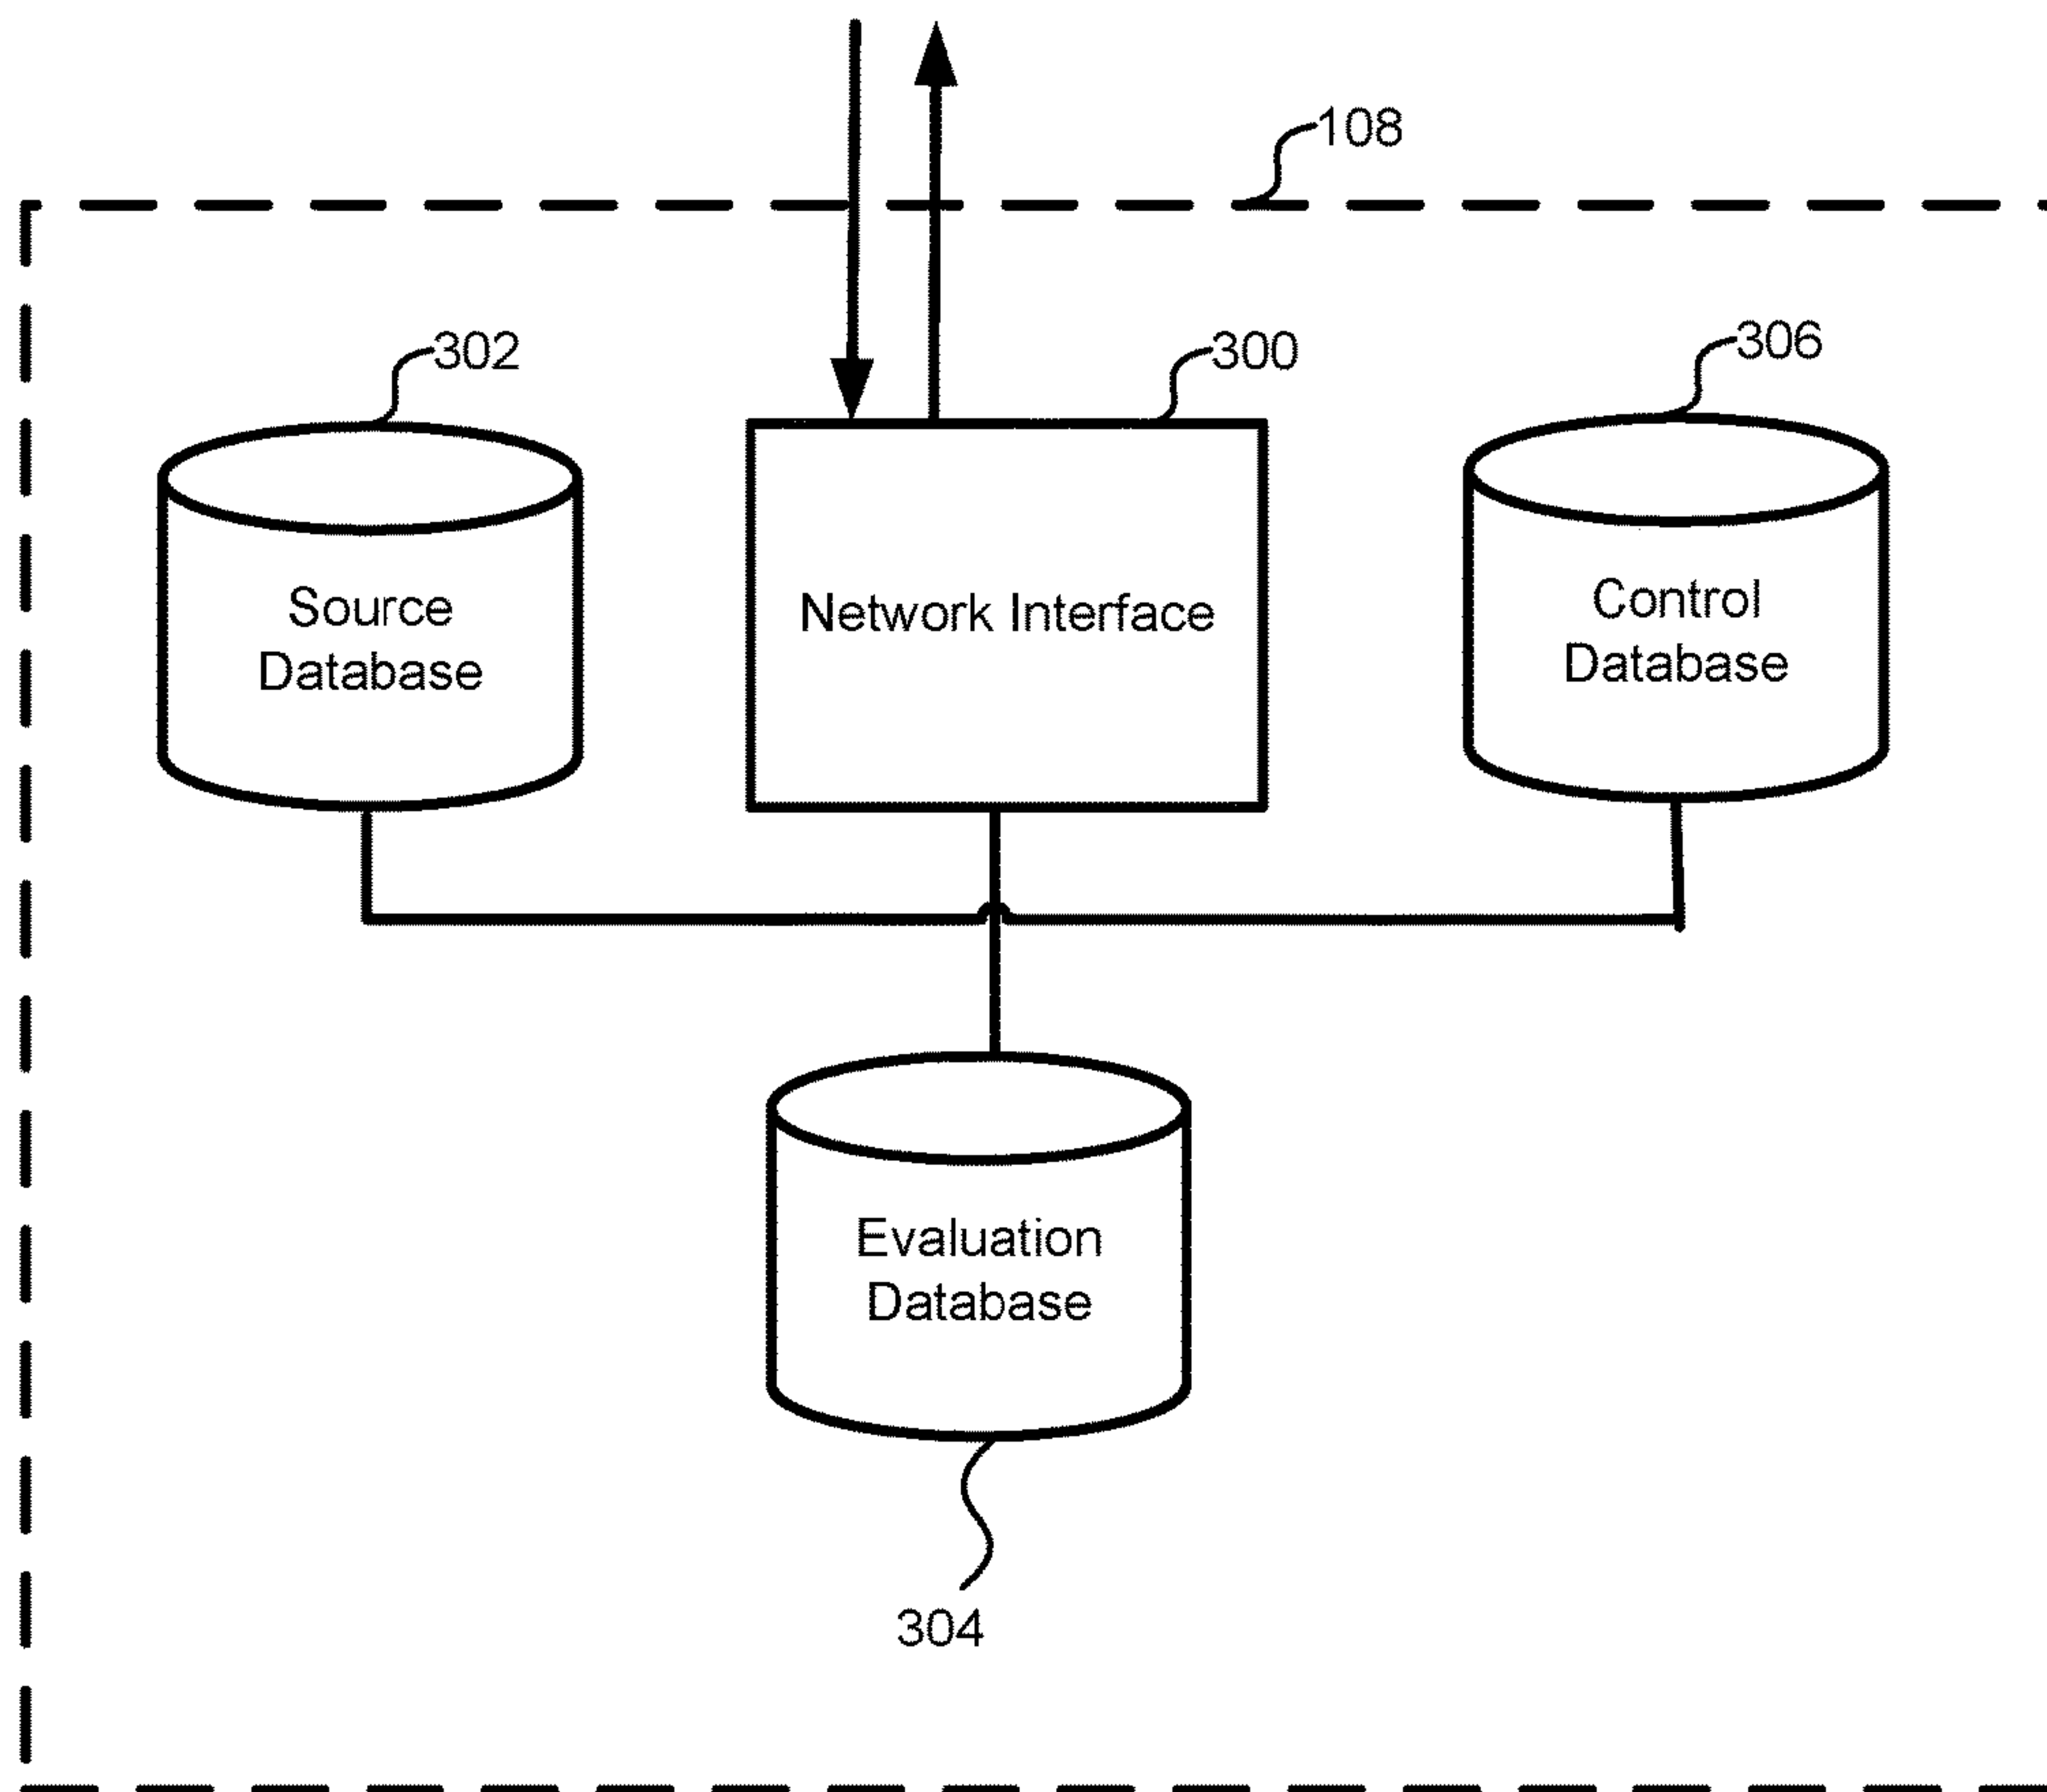 108
302
300
306
Source
Database
Network Interface
Control
Database
Evaluation
Database
304